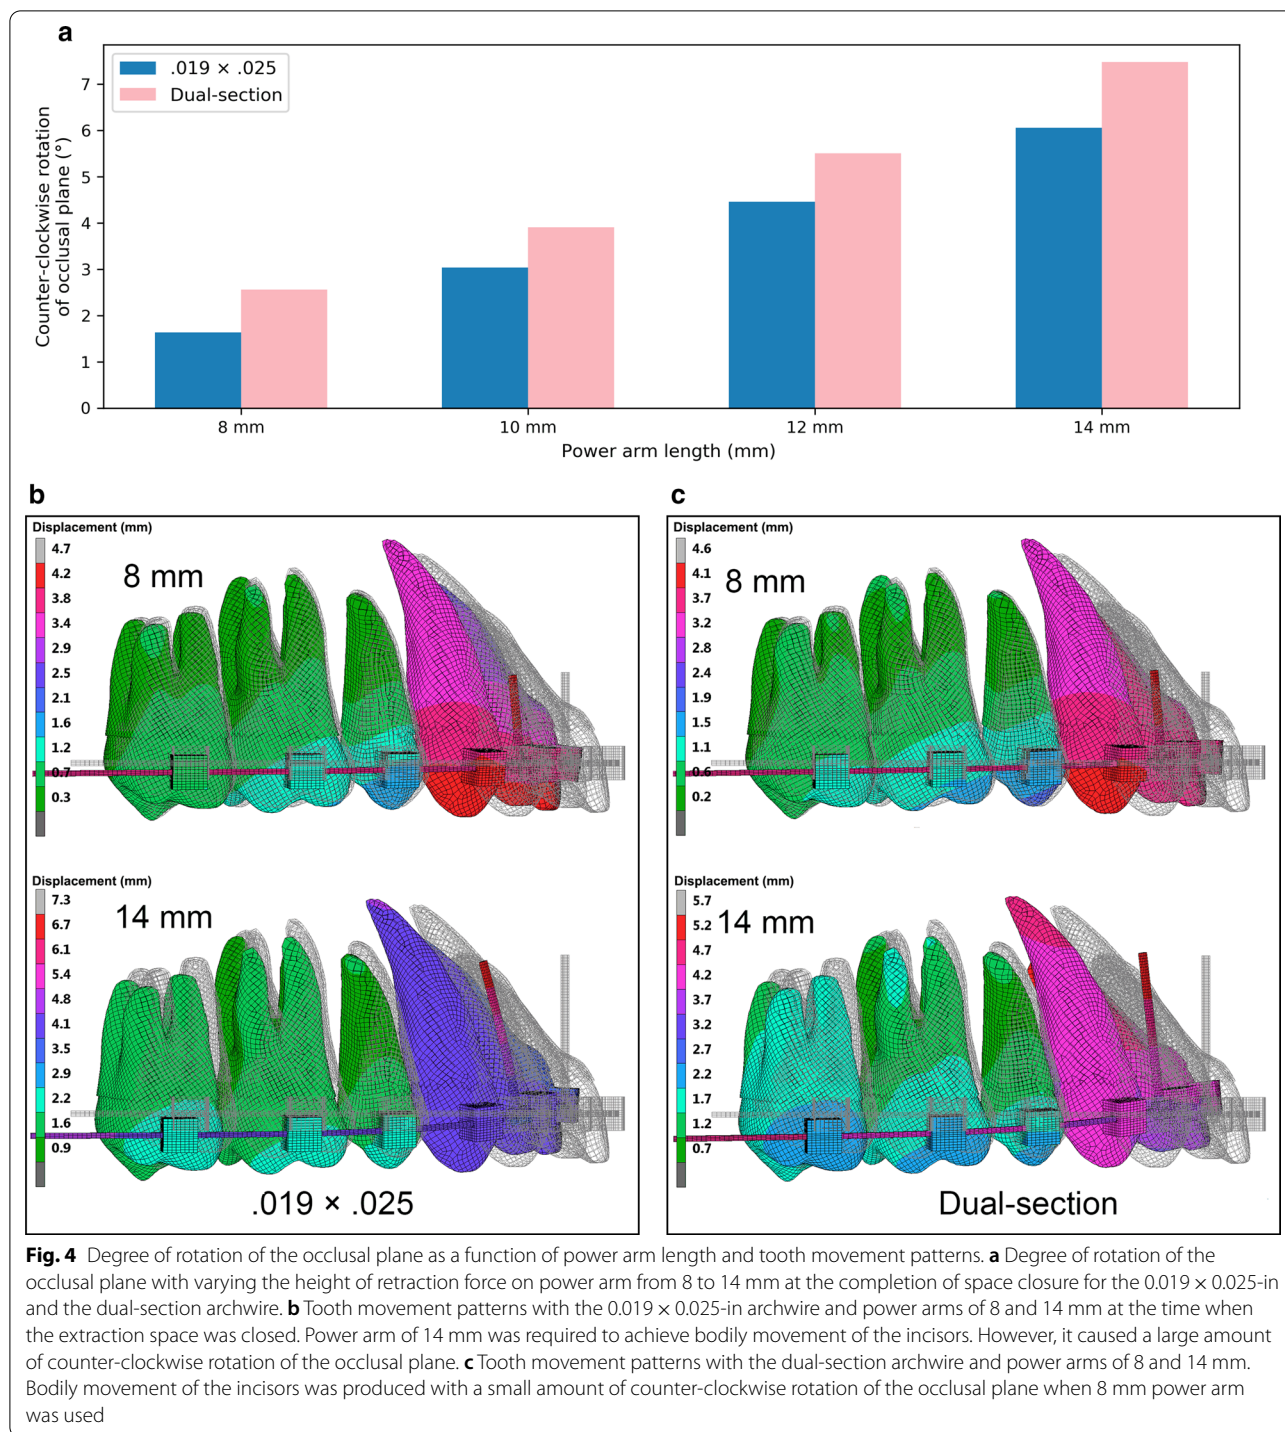 a
.019 × .025
Dual-section
Counter-clockwise rotation
of occlusal plane (°)
7
6
5
4
3
2
1
0
8 mm
10 mm
12 mm
14 mm
Power arm length (mm)
b
Displacement (mm)
4.7
4.2
3.8
3.4
2.9
2.5
2.1
1.6
1.2
0.7
0.3
8 mm
Displacement (mm)
7.3
6.7
6.1
5.4
4.8
4.1
3.5
2.9
2.2
1.6
0.9
14 mm
.019 × .025
c
Displacement (mm)
4.6
4.1
3.7
3.2
2.8
2.4
1.9
1.5
1.1
0.6
0.2
8 mm
Displacement (mm)
5.7
5.2
4.7
4.2
3.7
3.2
2.7
2.2
1.7
1.2
0.7
14 mm
Dual-section
Fig. 4 Degree of rotation of the occlusal plane as a function of power arm length and tooth movement patterns. a Degree of rotation of the
occlusal plane with varying the height of retraction force on power arm from 8 to 14 mm at the completion of space closure for the 0.019 × 0.025-in
and the dual-section archwire. b Tooth movement patterns with the 0.019 × 0.025-in archwire and power arms of 8 and 14 mm at the time when
the extraction space was closed. Power arm of 14 mm was required to achieve bodily movement of the incisors. However, it caused a large amount
of counter-clockwise rotation of the occlusal plane. c Tooth movement patterns with the dual-section archwire and power arms of 8 and 14 mm.
Bodily movement of the incisors was produced with a small amount of counter-clockwise rotation of the occlusal plane when 8 mm power arm
was used